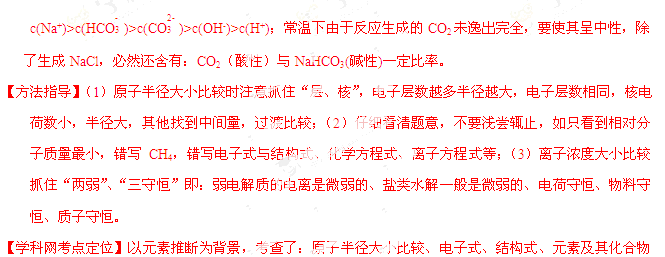 c(Na⁺)>c(HCO₃⁻)>c(CO₃²⁻)>c(OH⁻)>c(H⁺)；常温下由于反应生成的 CO₂ 未逸出完全，要使其呈中性，除
了生成 NaCl，必然还含有：CO₂（酸性）与 NaHCO₃(碱性)一定比率。
【方法指导】（1）原子半径大小比较时注意抓住“层、核”，电子层数越多半径越大，电子层数相同，核电
荷数小，半径大，其他找到中间量，过渡比较；（2）仔细看清题意，不要浅尝辄止，如只看到相对分
子质量最小，错写 CH₄，错写电子式与结构式、化学方程式、离子方程式等；（3）离子浓度大小比较
抓住“两弱”、“三守恒”即：弱电解质的电离是微弱的、盐类水解一般是微弱的、电荷守恒、物料守
恒、质子守恒。
【学科网考点定位】以元素推断为背景，考查了：原子半径大小比较、电子式、结构式、元素及其化合物